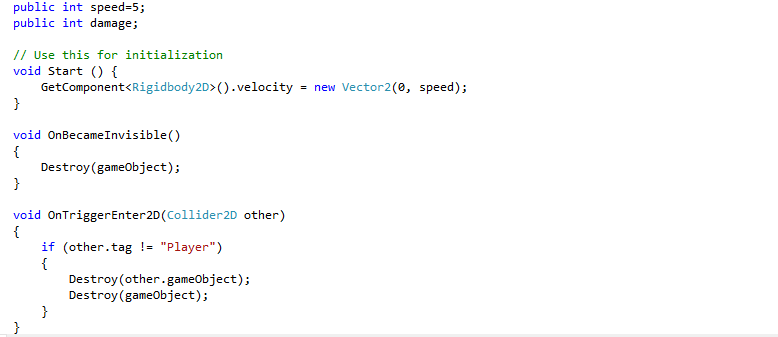 public int speed=5;
public int damage;
// Use this for initialization
void Start () {
    GetComponent<Rigidbody2D>().velocity = new Vector2(0, speed);
}
void OnBecameInvisible()
{
    Destroy(gameObject);
}
void OnTriggerEnter2D(Collider2D other)
{
    if (other.tag != "Player")
    {
        Destroy(other.gameObject);
        Destroy(gameObject);
    }
}